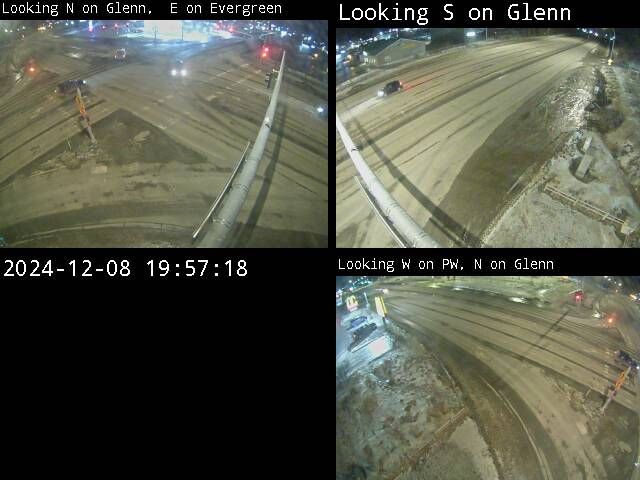 Looking N on Glenn,  E on Evergreen
Looking S on Glenn
2024-12-08 19:57:18
Looking W on PW, N on Glenn